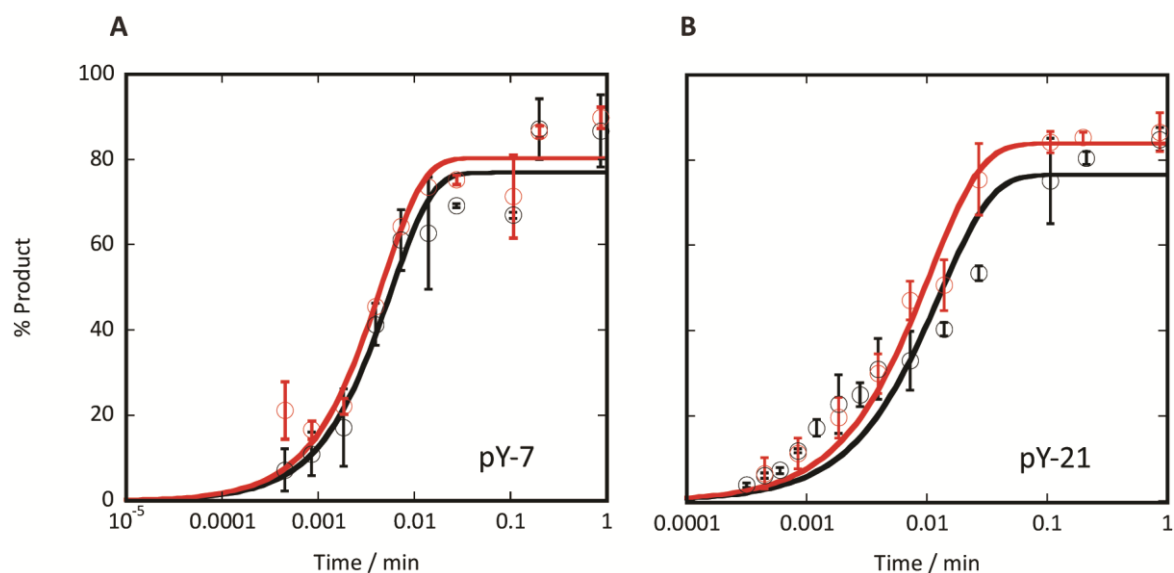 A
B
% Product
100
80
60
40
20
0
pY-7
pY-21
10⁻⁵ 0.0001 0.001 0.01 0.1 1
0.0001 0.001 0.01 0.1 1
Time / min
Time / min